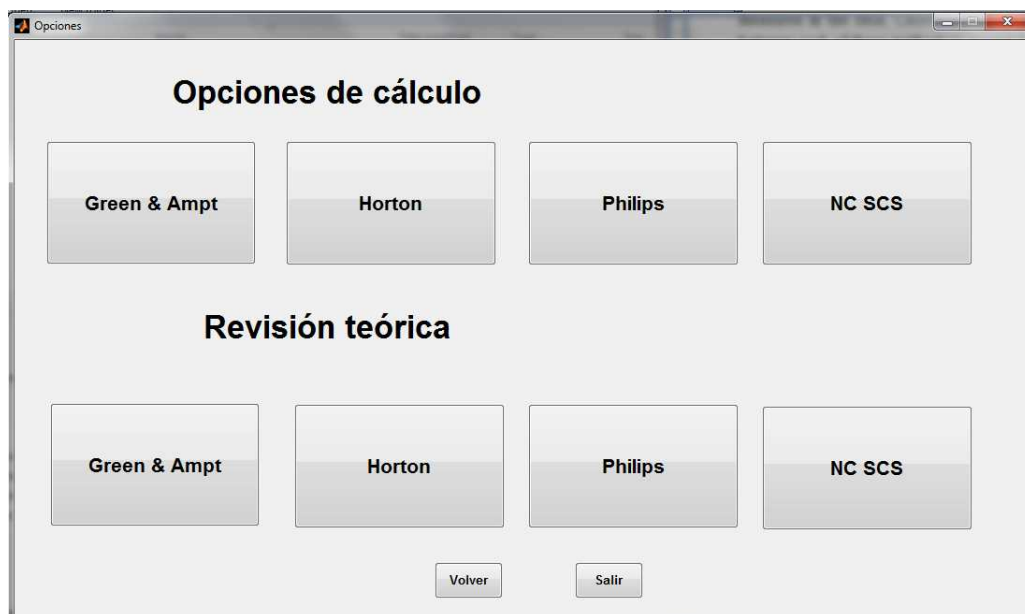 Opciones
Opciones de cálculo
Green & Ampt
Horton
Philips
NC SCS
Revisión teórica
Green & Ampt
Horton
Philips
NC SCS
Volver
Salir